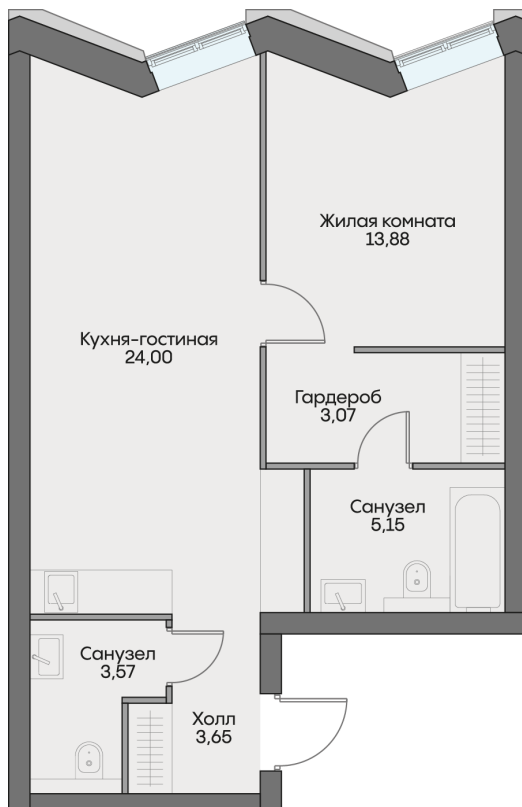 Жилая комната
13,88
Кухня-гостиная
24,00
Гардероб
3,07
Санузел
5,15
Санузел
3,57
Холл
3,65